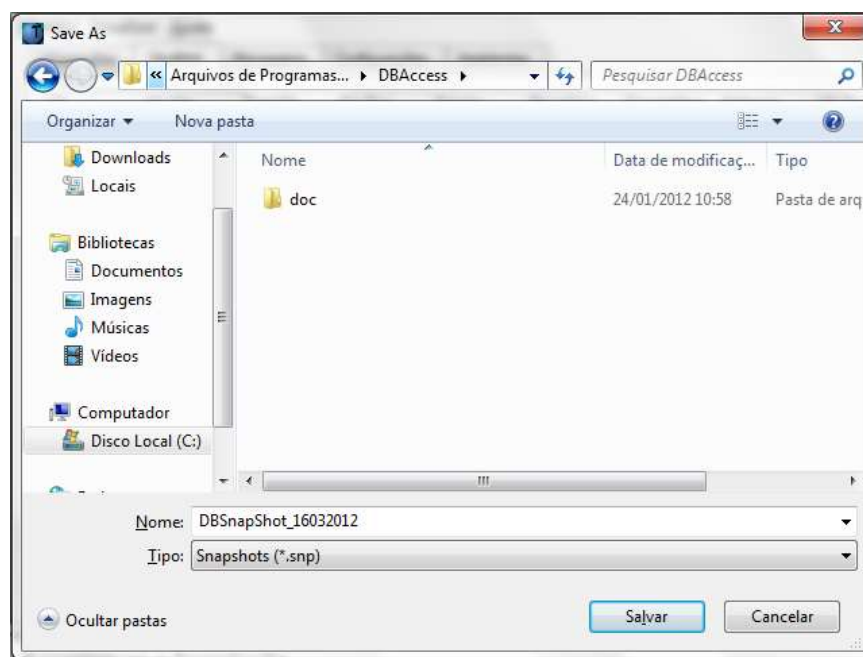 Save As
« Arquivos de Programas... ▸ DBAccess ▸
Pesquisar DBAccess
Organizar
Nova pasta
Downloads
Locais
Bibliotecas
Documentos
Imagens
Músicas
Vídeos
Computador
Disco Local (C:)
Nome
Data de modificaç...
Tipo
doc
24/01/2012 10:58
Pasta de arq
Nome: DBSnapShot_16032012
Tipo: Snapshots (*.snp)
Ocultar pastas
Salvar
Cancelar